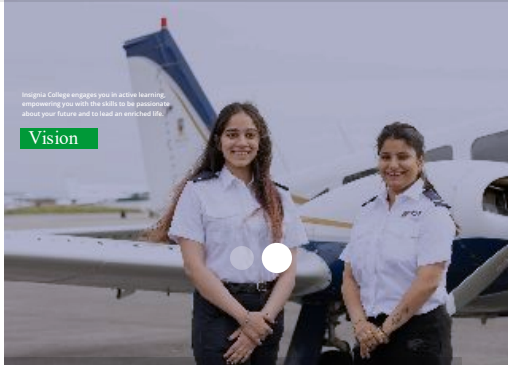 Insignia College engages you in active learning,
empowering you with the skills to be passionate
about your future and to lead an enriched life.
Vision